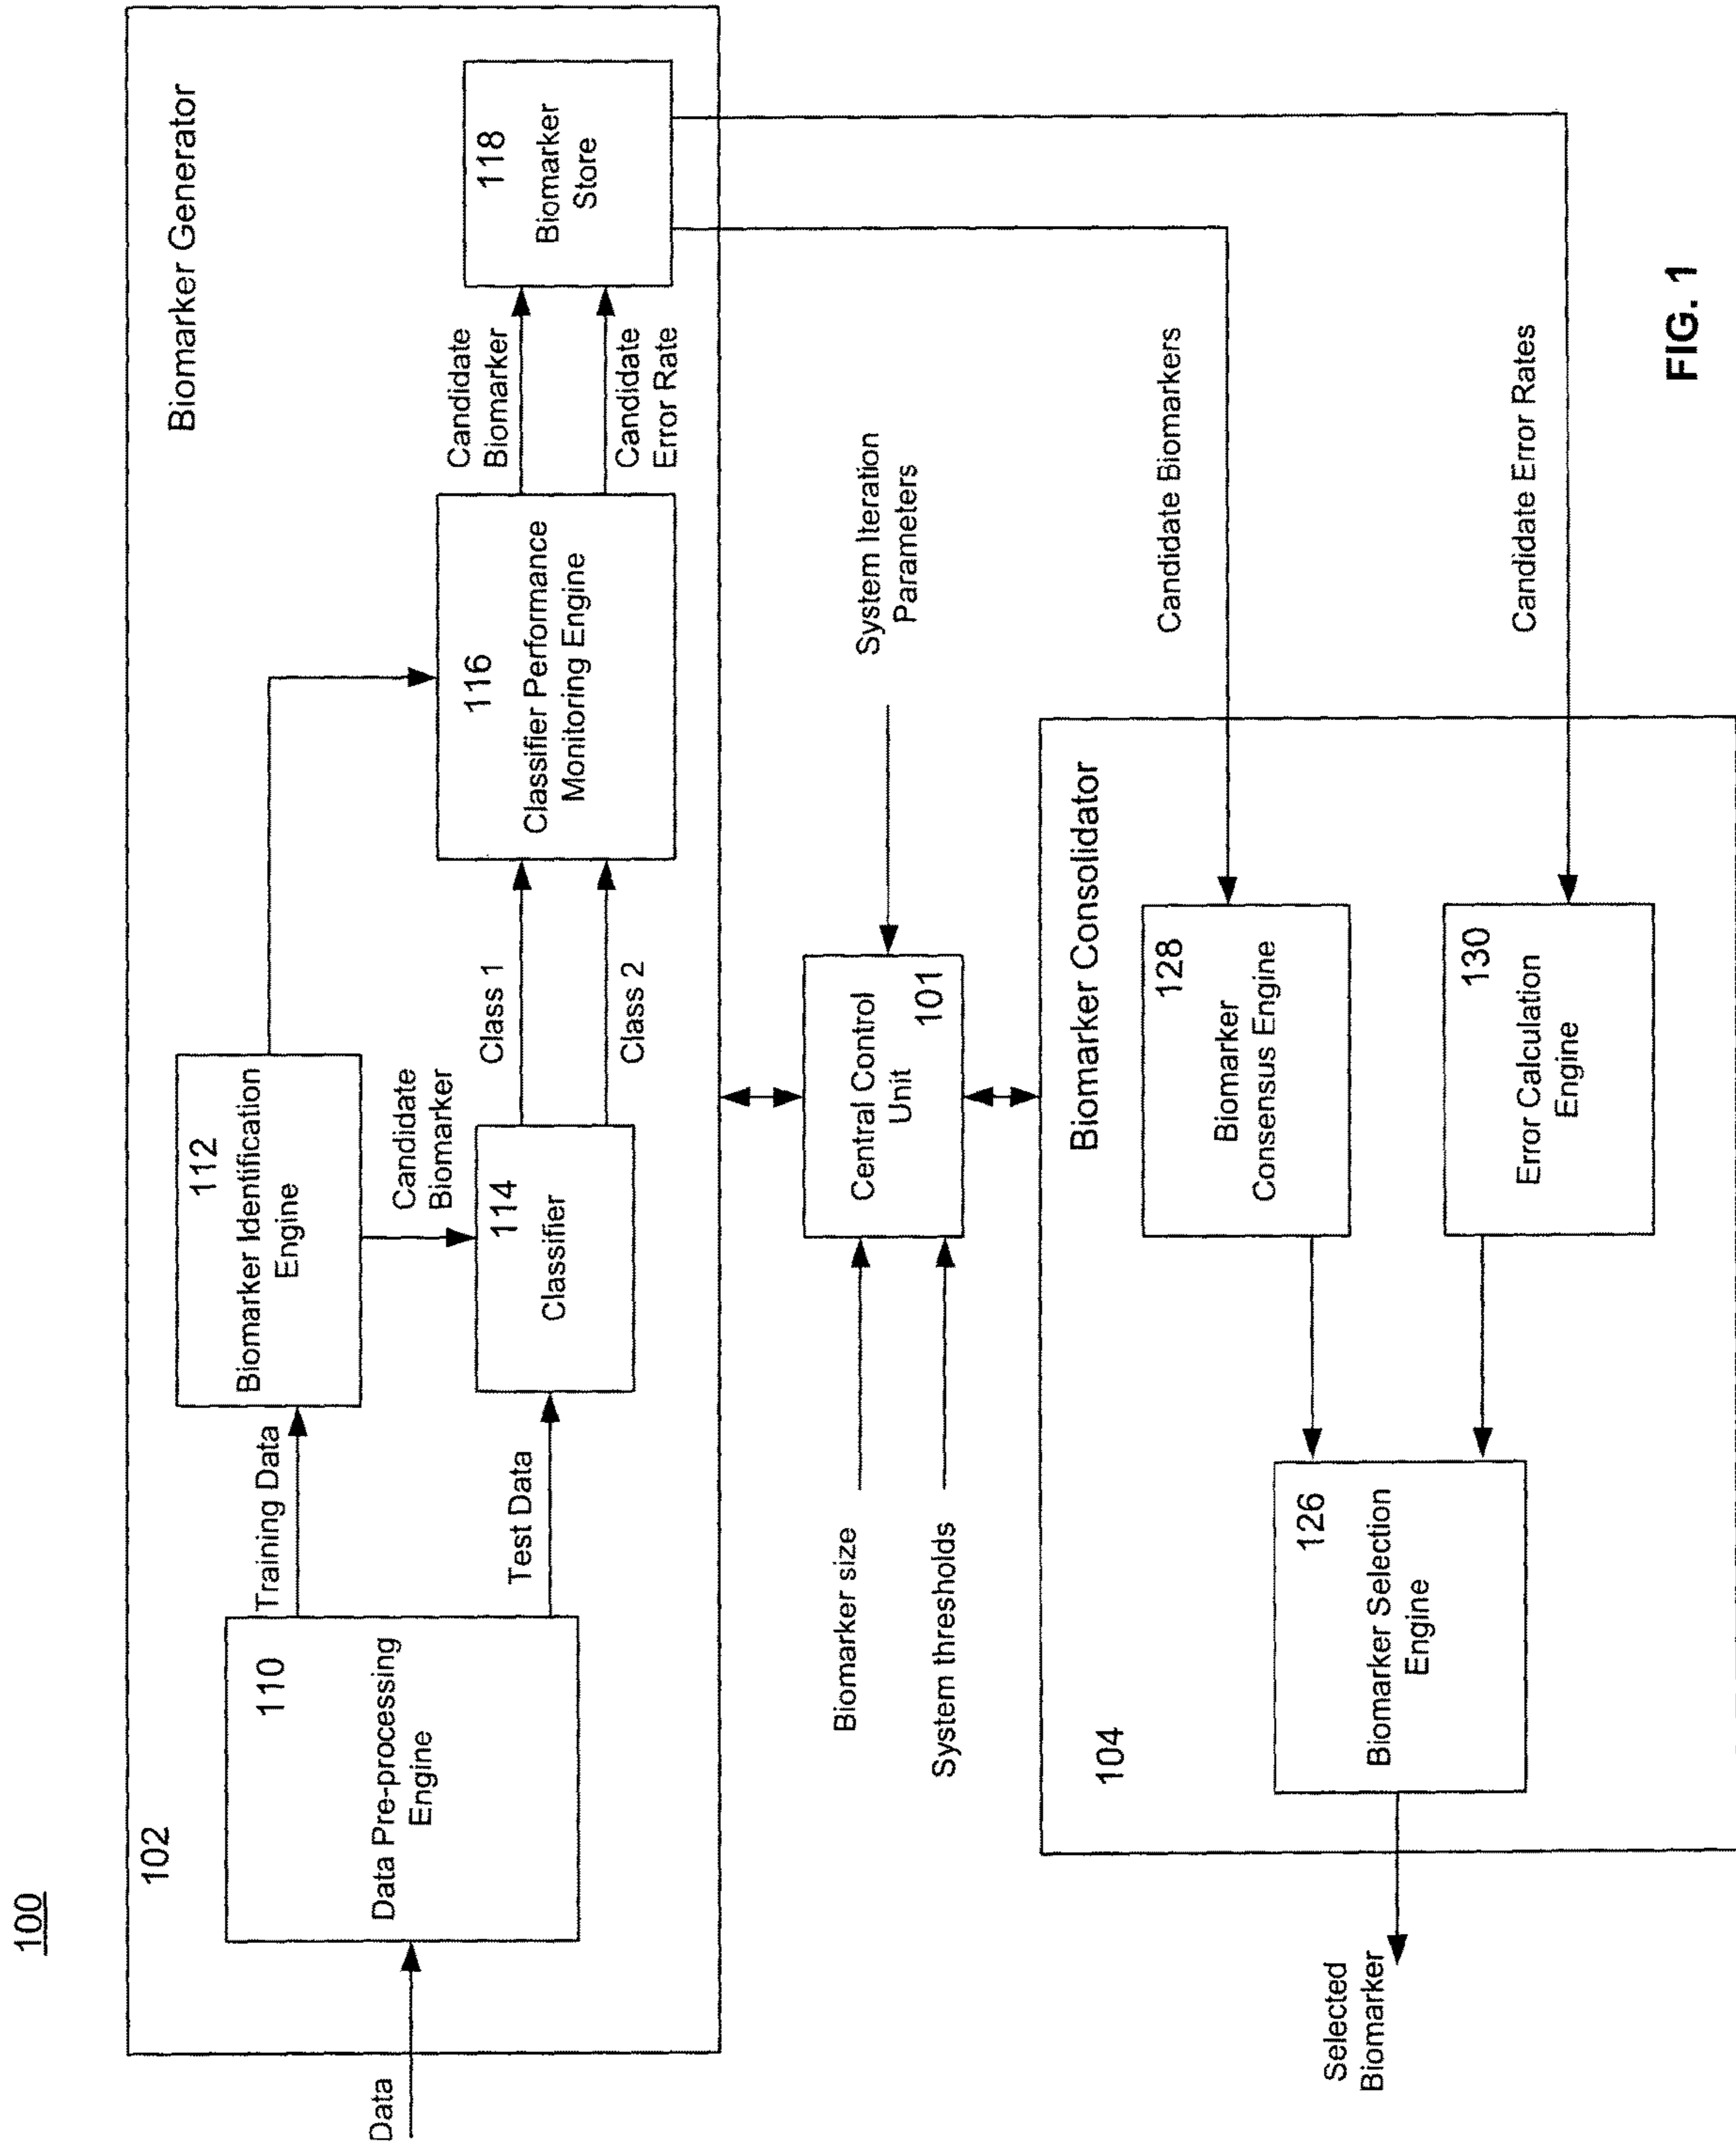 100
102
Biomarker Generator
Data
110
Data Pre-processing
Engine
Training Data
Test Data
112
Biomarker Identification
Engine
Candidate
Biomarker
114
Classifier
Class 1
Class 2
116
Classifier Performance
Monitoring Engine
Candidate
Biomarker
Candidate
Error Rate
118
Biomarker
Store
Biomarker size
System thresholds
Central Control
Unit
101
System Iteration
Parameters
104
Biomarker Consolidator
Candidate Biomarkers
128
Biomarker
Consensus Engine
126
Biomarker Selection
Engine
130
Error Calculation
Engine
Candidate Error Rates
Selected
Biomarker
FIG. 1